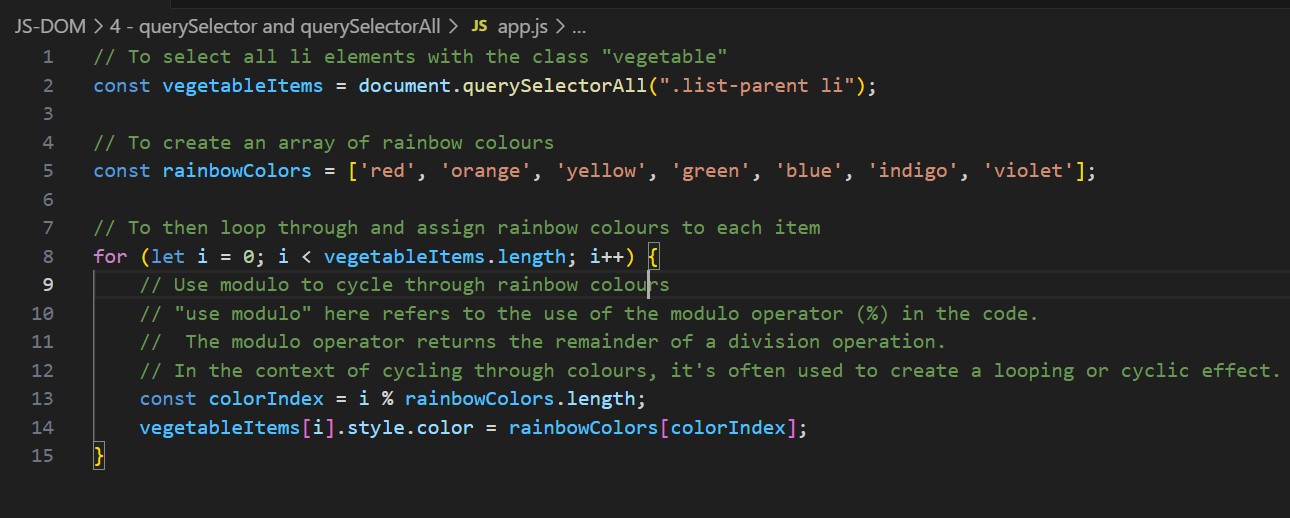 JS-DOM > 4 - querySelector and querySelectorAll > JS app.js > ...
1 // To select all li elements with the class "vegetable"
2 const vegetableItems = document.querySelectorAll(".list-parent li");
3
4 // To create an array of rainbow colours
5 const rainbowColors = ['red', 'orange', 'yellow', 'green', 'blue', 'indigo', 'violet'];
6
7 // To then loop through and assign rainbow colours to each item
8 for (let i = 0; i < vegetableItems.length; i++) {
9     // Use modulo to cycle through rainbow colours
10     // "use modulo" here refers to the use of the modulo operator (%) in the code.
11     //  The modulo operator returns the remainder of a division operation.
12     // In the context of cycling through colours, it's often used to create a looping or cyclic effect.
13     const colorIndex = i % rainbowColors.length;
14     vegetableItems[i].style.color = rainbowColors[colorIndex];
15 }